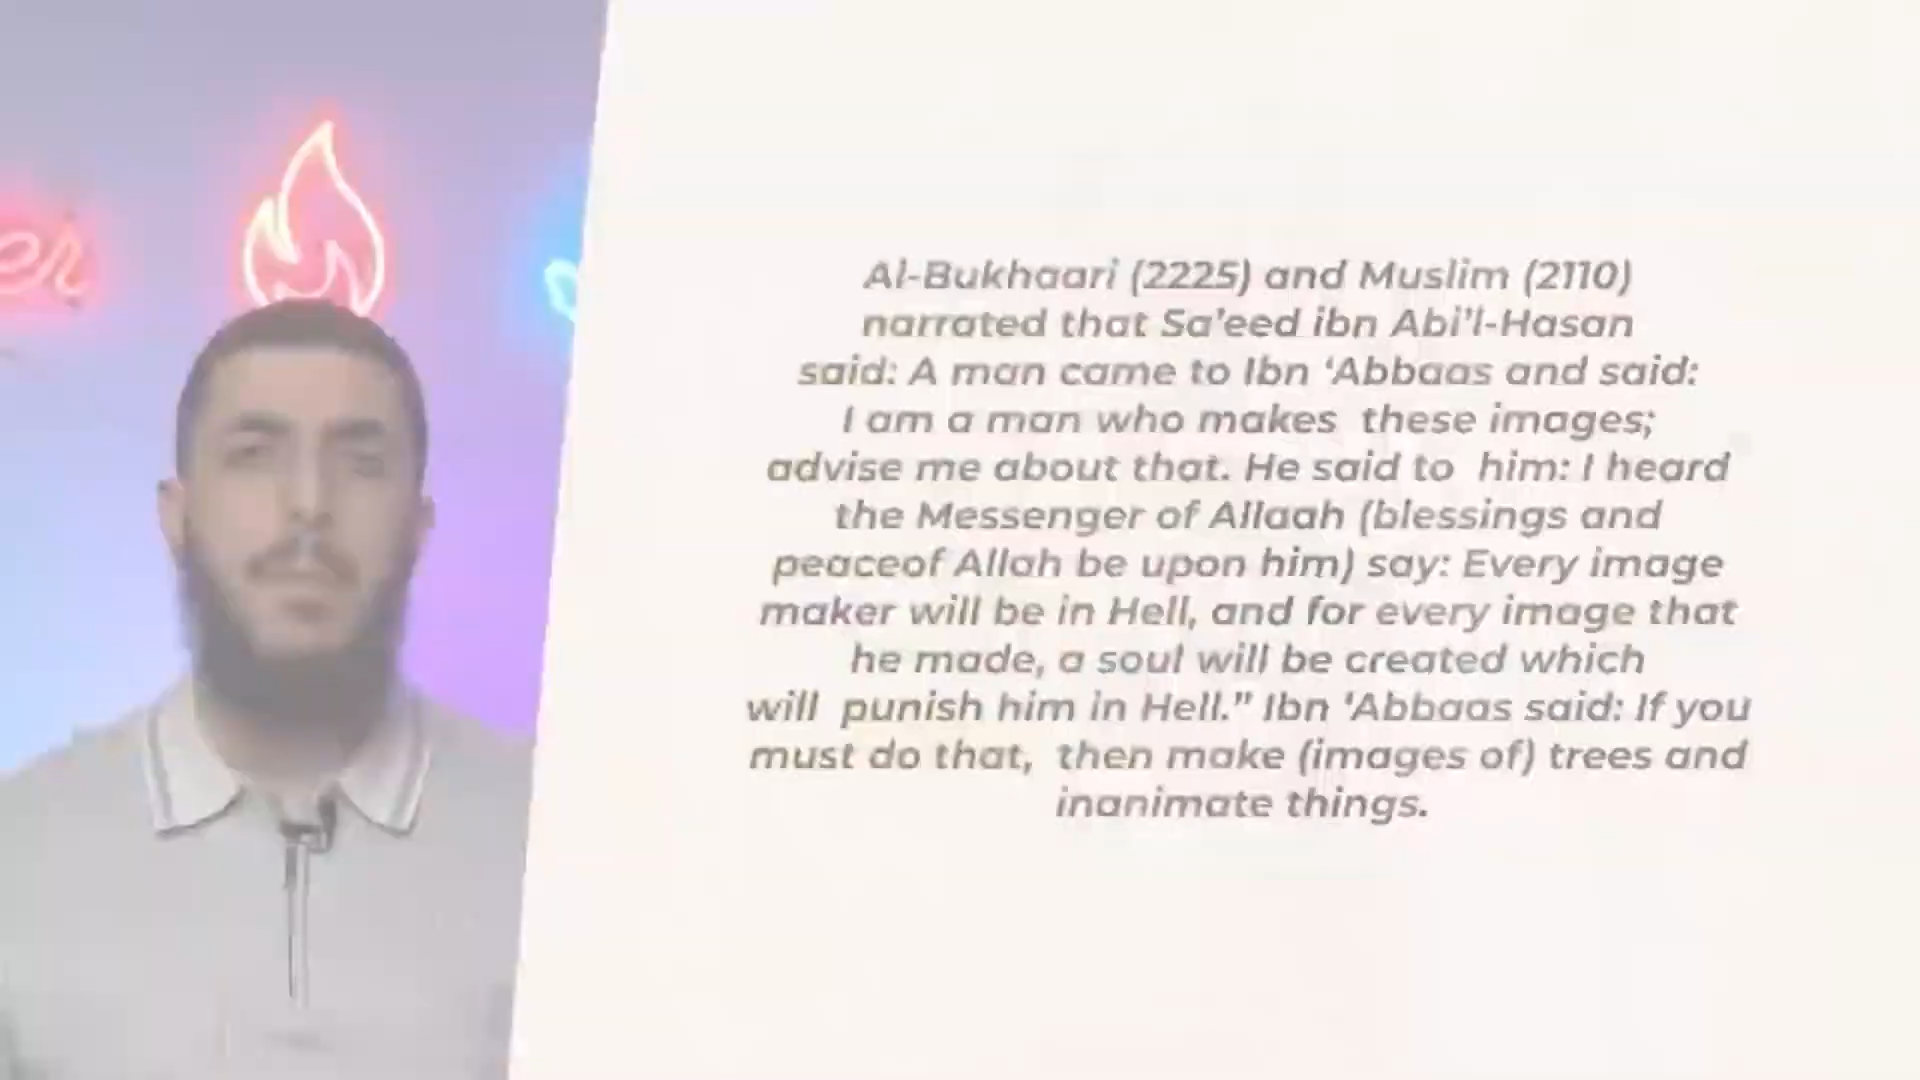 er
Al-Bukhaari (2225) and Muslim (2110)
narrated that Sa'eed ibn Abi'l-Hasan
said: A man came to Ibn ‘Abbaas and said:
I am a man who makes these images;
advise me about that. He said to him: I heard
the Messenger of Allaah (blessings and
peaceof Allah be upon him) say: Every image
maker will be in Hell, and for every image that
he made, a soul will be created which
will punish him in Hell.” Ibn ‘Abbaas said: If you
must do that, then make (images of) trees and
inanimate things.